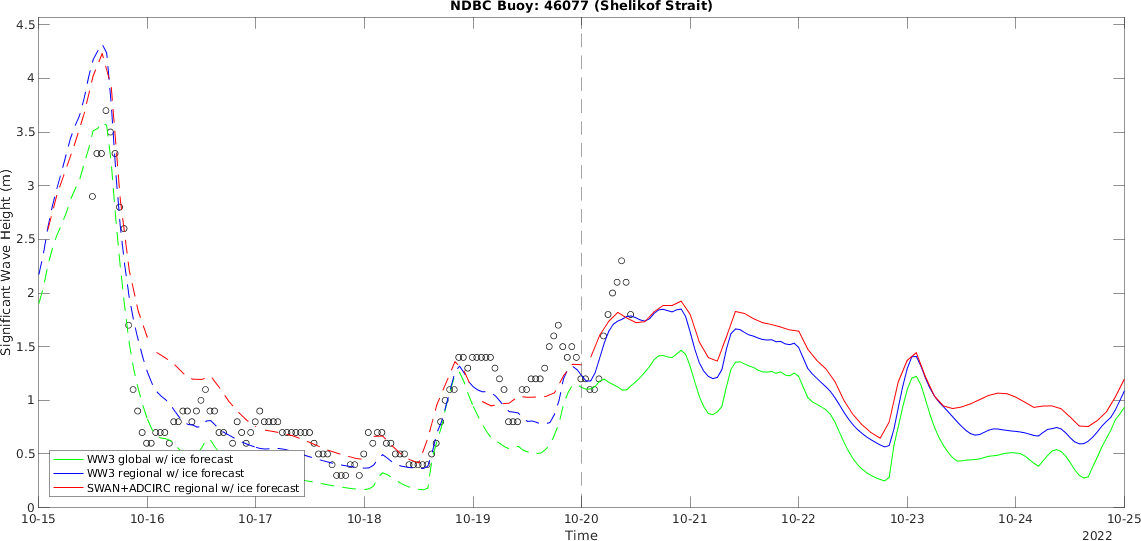 NDBC Buoy: 46077 (Shelikof Strait)
Significant Wave Height (m)
4.5
4
3.5
3
2.5
2
1.5
1
0.5
0
WW3 global w/ ice forecast
WW3 regional w/ ice forecast
SWAN+ADCIRC regional w/ ice forecast
10-15 10-16 10-17 10-18 10-19 10-20 10-21 10-22 10-23 10-24 10-25
Time
2022